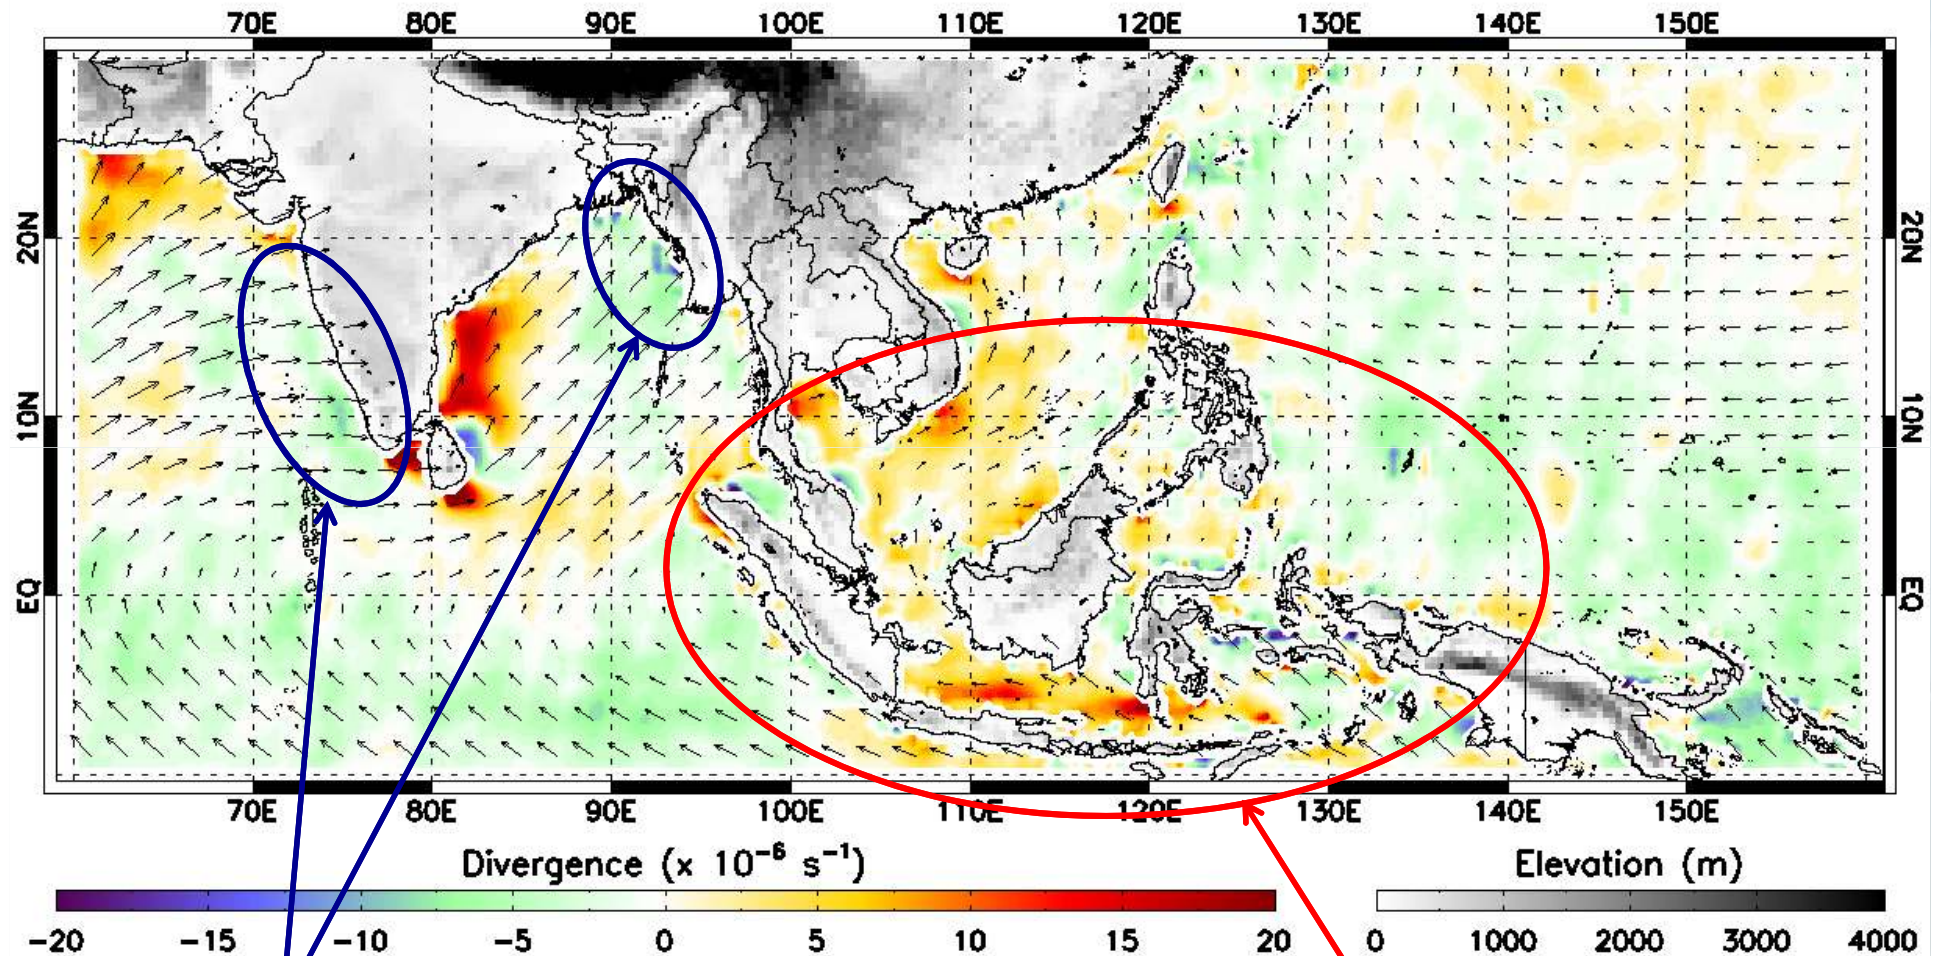 70E 80E 90E 100E 110E 120E 130E 140E 150E
20N 20N
10N 10N
EQ EQ
70E 80E 90E 100E 110E 120E 130E 140E 150E
Divergence (x 10⁻⁶ s⁻¹) Elevation (m)
-20 -15 -10 -5 0 5 10 15 20 0 1000 2000 3000 4000